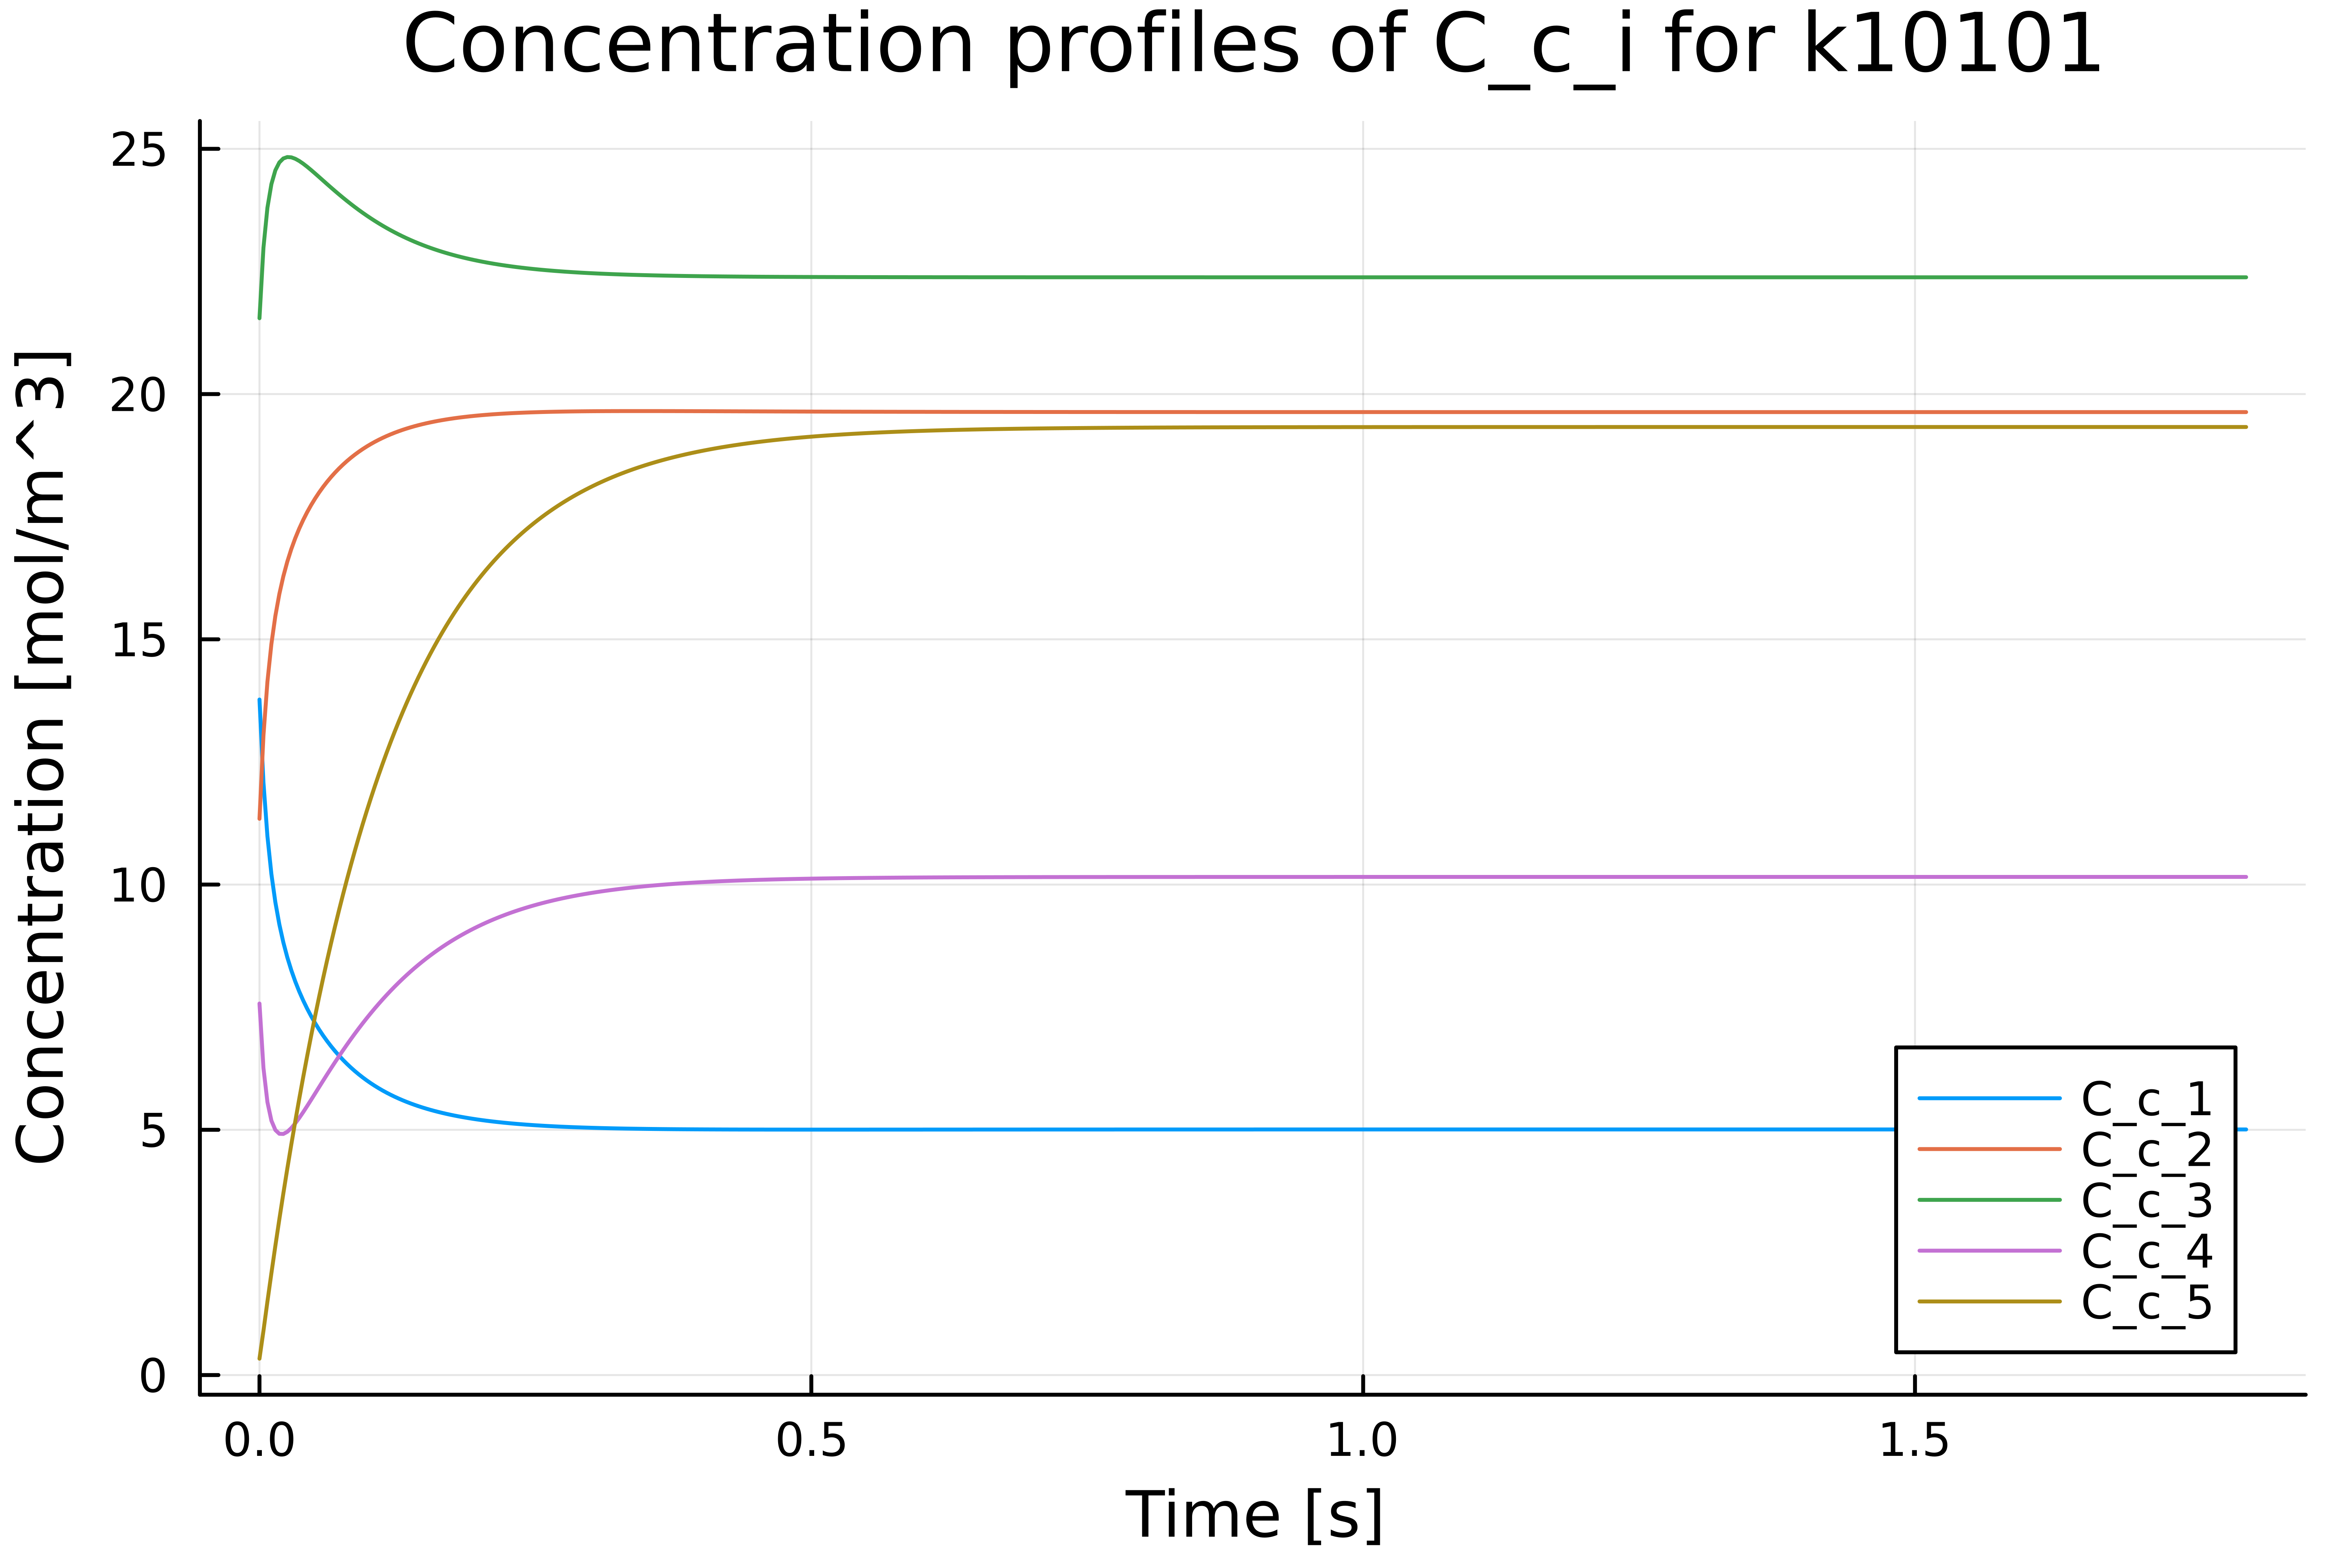 Concentration profiles of C_c_i for k10101
Concentration [mol/m^3]
25
20
15
10
5
0
0.0 0.5 1.0 1.5
Time [s]
C_c_1
C_c_2
C_c_3
C_c_4
C_c_5